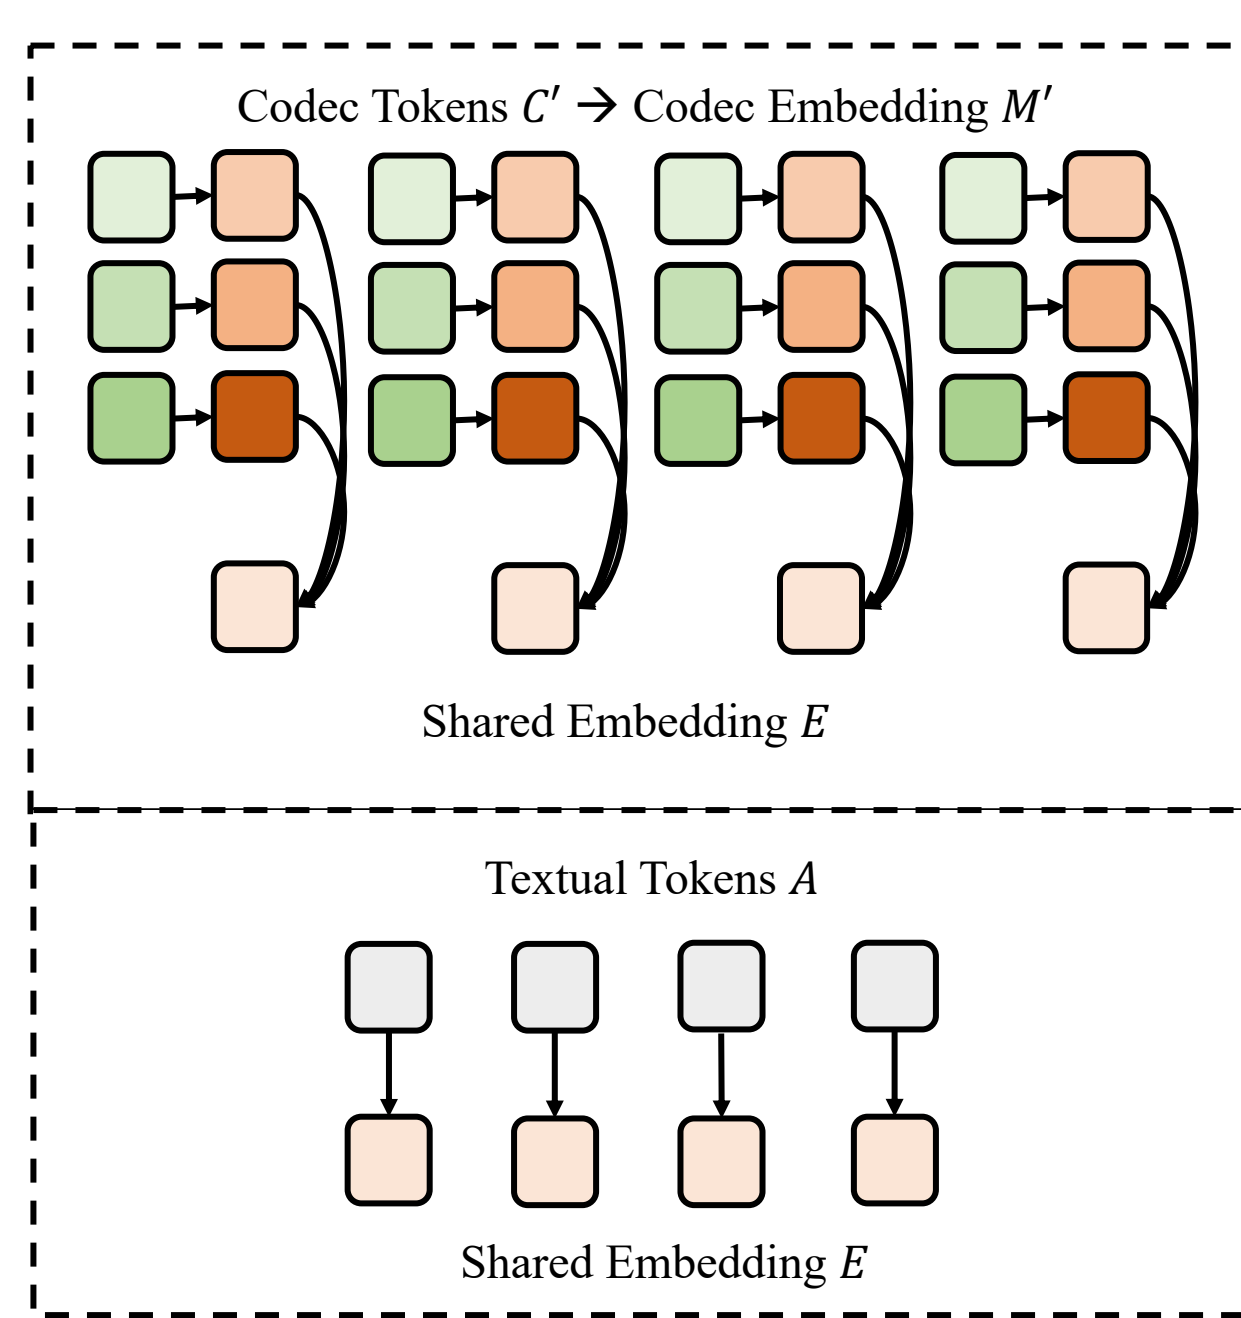 Codec Tokens C′ → Codec Embedding M′
Shared Embedding E
Textual Tokens A
Shared Embedding E